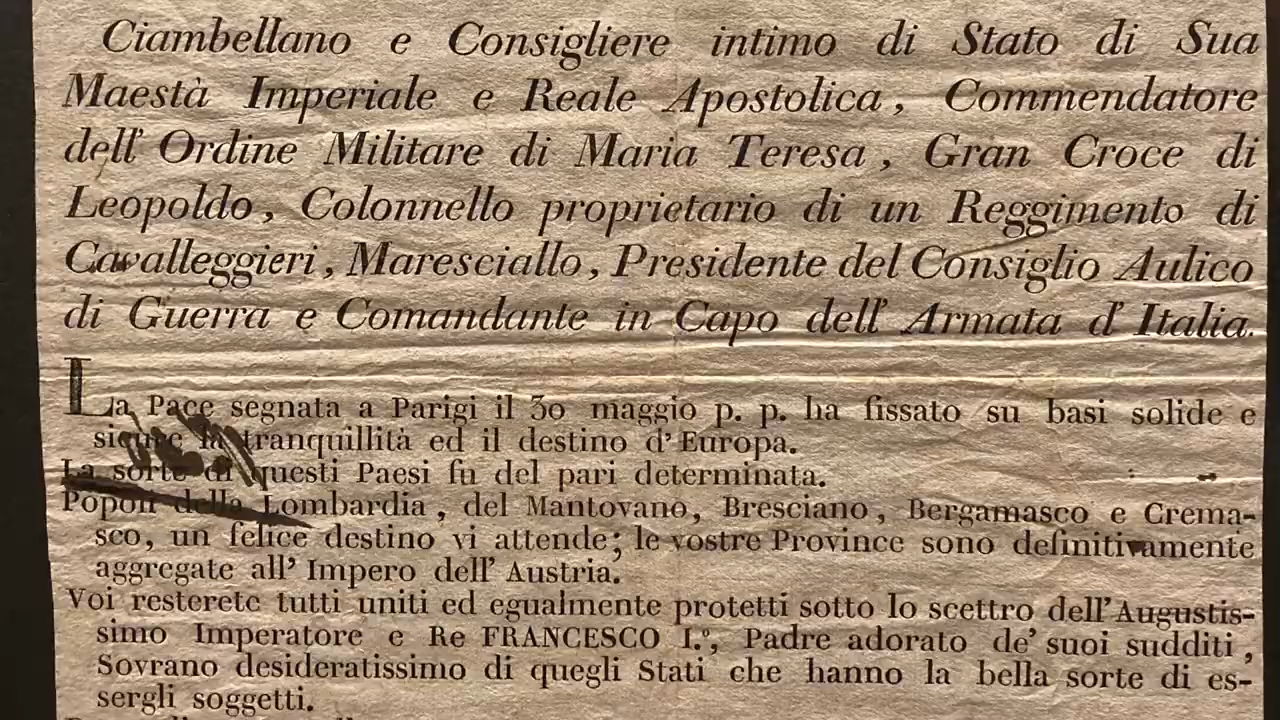 Ciambellano e Consigliere intimo di Stato di Sua
Maestà Imperiale e Reale Apostolica, Commendatore
dell' Ordine Militare di Maria Teresa, Gran Croce di
Leopoldo, Colonnello proprietario di un Reggimento di
Cavalleggieri, Maresciallo, Presidente del Consiglio Aulico
di Guerra e Comandante in Capo dell' Armata d' Italia.
La Pace segnata a Parigi il 30 maggio p. p. ha fissato su basi solide e
sicure la tranquillità ed il destino d' Europa.
La sorte di questi Paesi fu del pari determinata.
Popoli della Lombardia, del Mantovano, Bresciano, Bergamasco e Crema-
sco, un felice destino vi attende; le vostre Province sono definitivamente
aggregate all' Impero dell' Austria.
Voi resterete tutti uniti ed egualmente protetti sotto lo scettro dell' Augustis-
simo Imperatore e Re FRANCESCO I.º, Padre adorato de' suoi sudditi,
Sovrano desideratissimo di quegli Stati che hanno la bella sorte di es-
sergli soggetti.